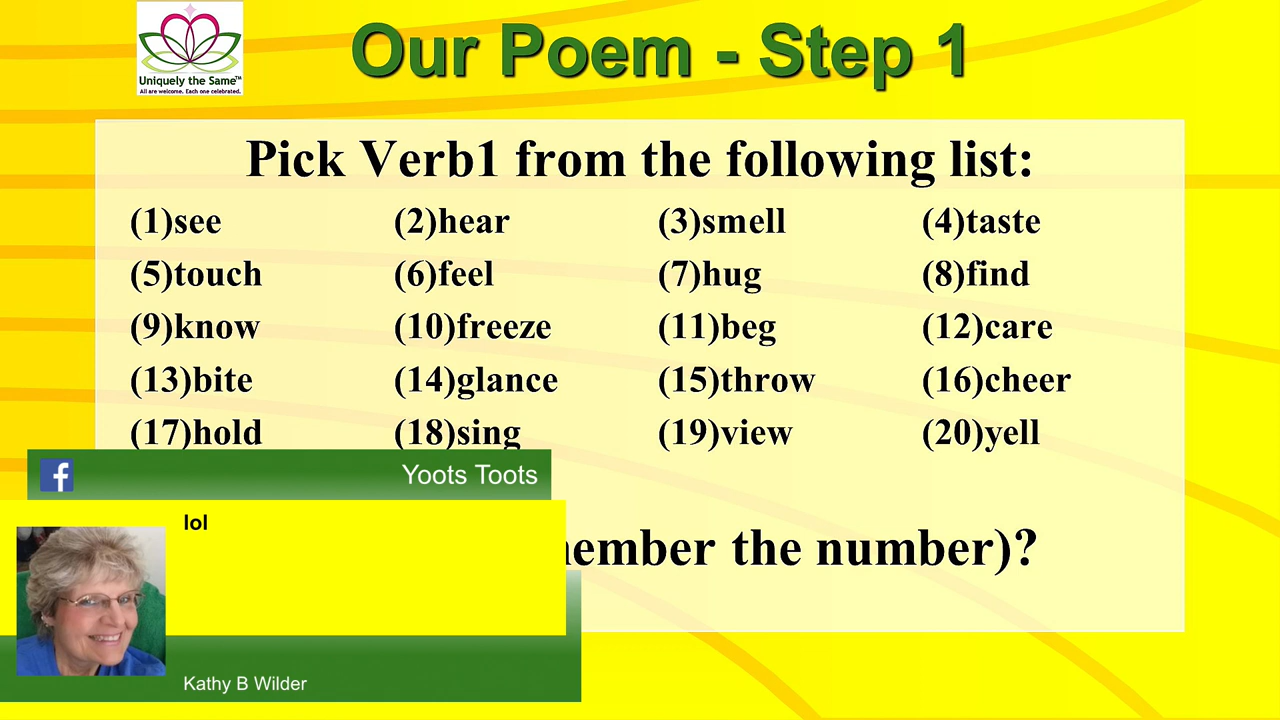 Uniquely the Same™
All are welcome. Each one celebrated.
Our Poem - Step 1
Pick Verb1 from the following list:
(1)see (2)hear (3)smell (4)taste
(5)touch (6)feel (7)hug (8)find
(9)know (10)freeze (11)beg (12)care
(13)bite (14)glance (15)throw (16)cheer
(17)hold (18)sing (19)view (20)yell
Yoots Toots
lol
the number)?
Kathy B Wilder